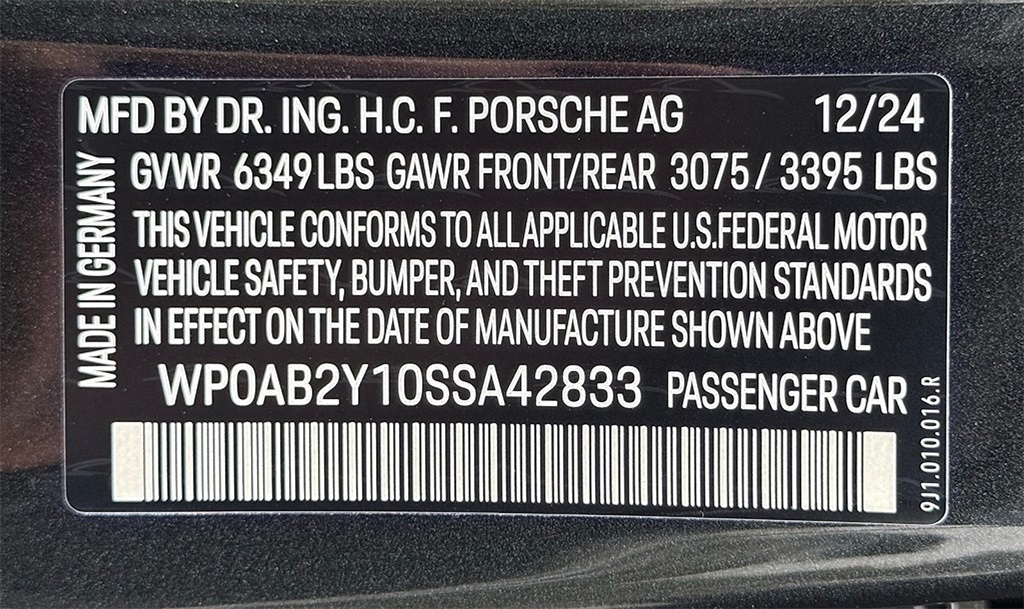 MFD BY DR. ING. H.C. F. PORSCHE AG 12/24
GVWR 6349 LBS GAWR FRONT/REAR 3075 / 3395 LBS
THIS VEHICLE CONFORMS TO ALL APPLICABLE U.S.FEDERAL MOTOR
VEHICLE SAFETY, BUMPER, AND THEFT PREVENTION STANDARDS
IN EFFECT ON THE DATE OF MANUFACTURE SHOWN ABOVE
WP0AB2Y10SSA42833 PASSENGER CAR
MADE IN GERMANY
9J1.010.016.R